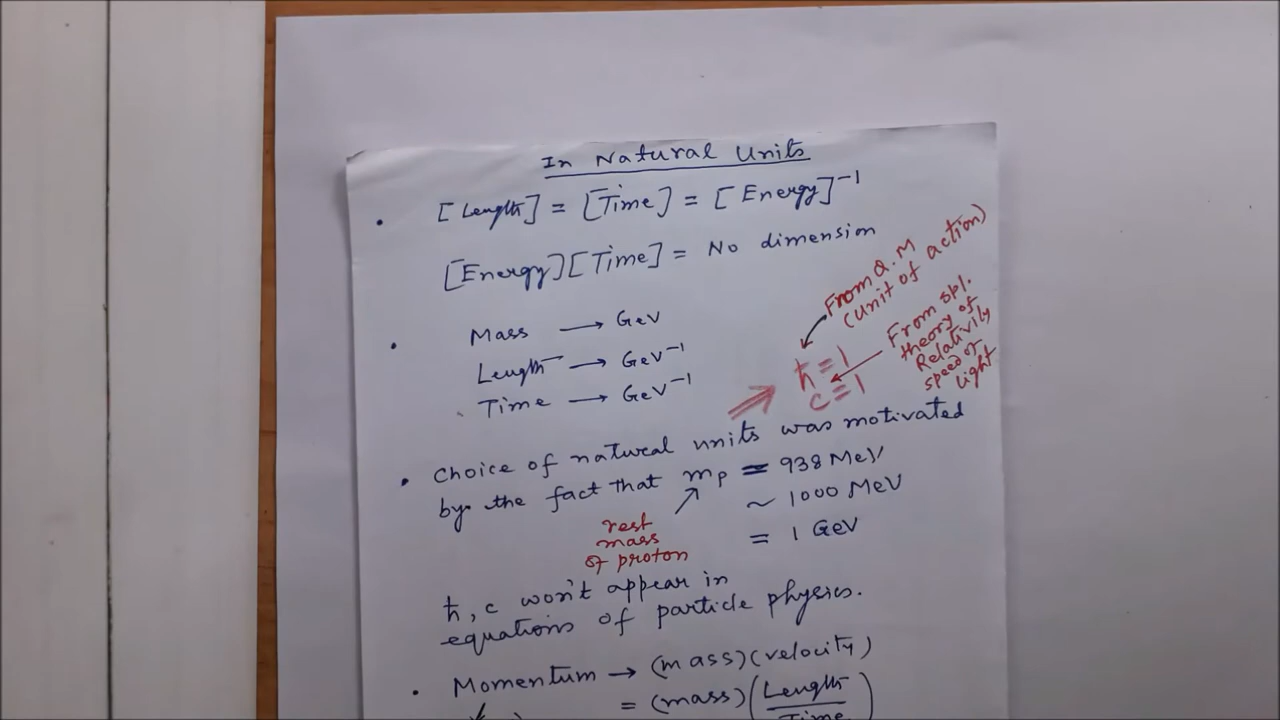 In Natural Units
• [Length] = [Time] = [Energy]⁻¹
[Energy][Time] = No dimension
• Mass → GeV
Length → GeV⁻¹
Time → GeV⁻¹
From Q.M
(unit of action)
ħ = 1
c = 1
From spl.
theory of
Relativity
speed of
light
• Choice of natural units was motivated
by the fact that mₚ = 938 MeV
~ 1000 MeV
= 1 GeV
rest
mass
of proton
ħ, c won't appear in
equations of particle physics.
• Momentum → (mass)(velocity)
= (mass)(Length
Time